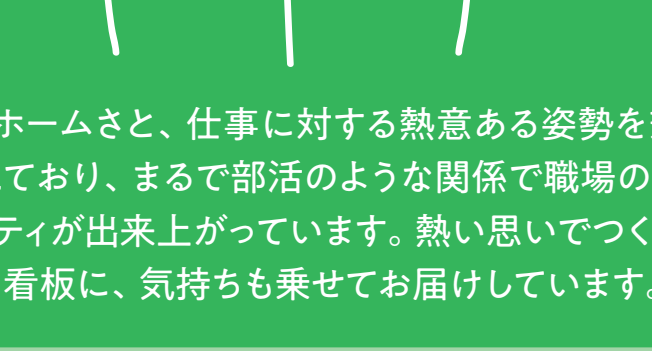 ホームさと、仕事に対する熱意ある姿勢を
ており、まるで部活のような関係で職場の
ティが出来上がっています。熱い思いでつく
看板に、気持ちも乗せてお届けしています。